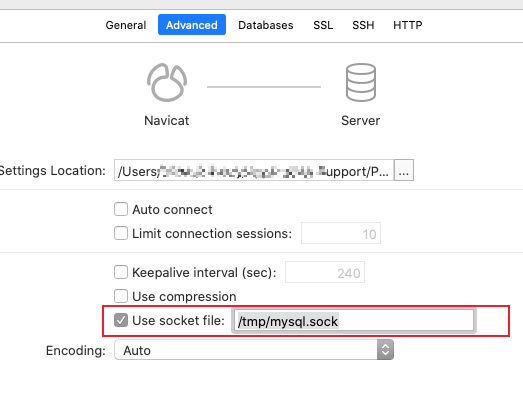 General Advanced Databases SSL SSH HTTP
Navicat Server
Settings Location: /Users/ upport/P... ...
Auto connect
Limit connection sessions: 10
Keepalive interval (sec): 240
Use compression
Use socket file: /tmp/mysql.sock
Encoding: Auto